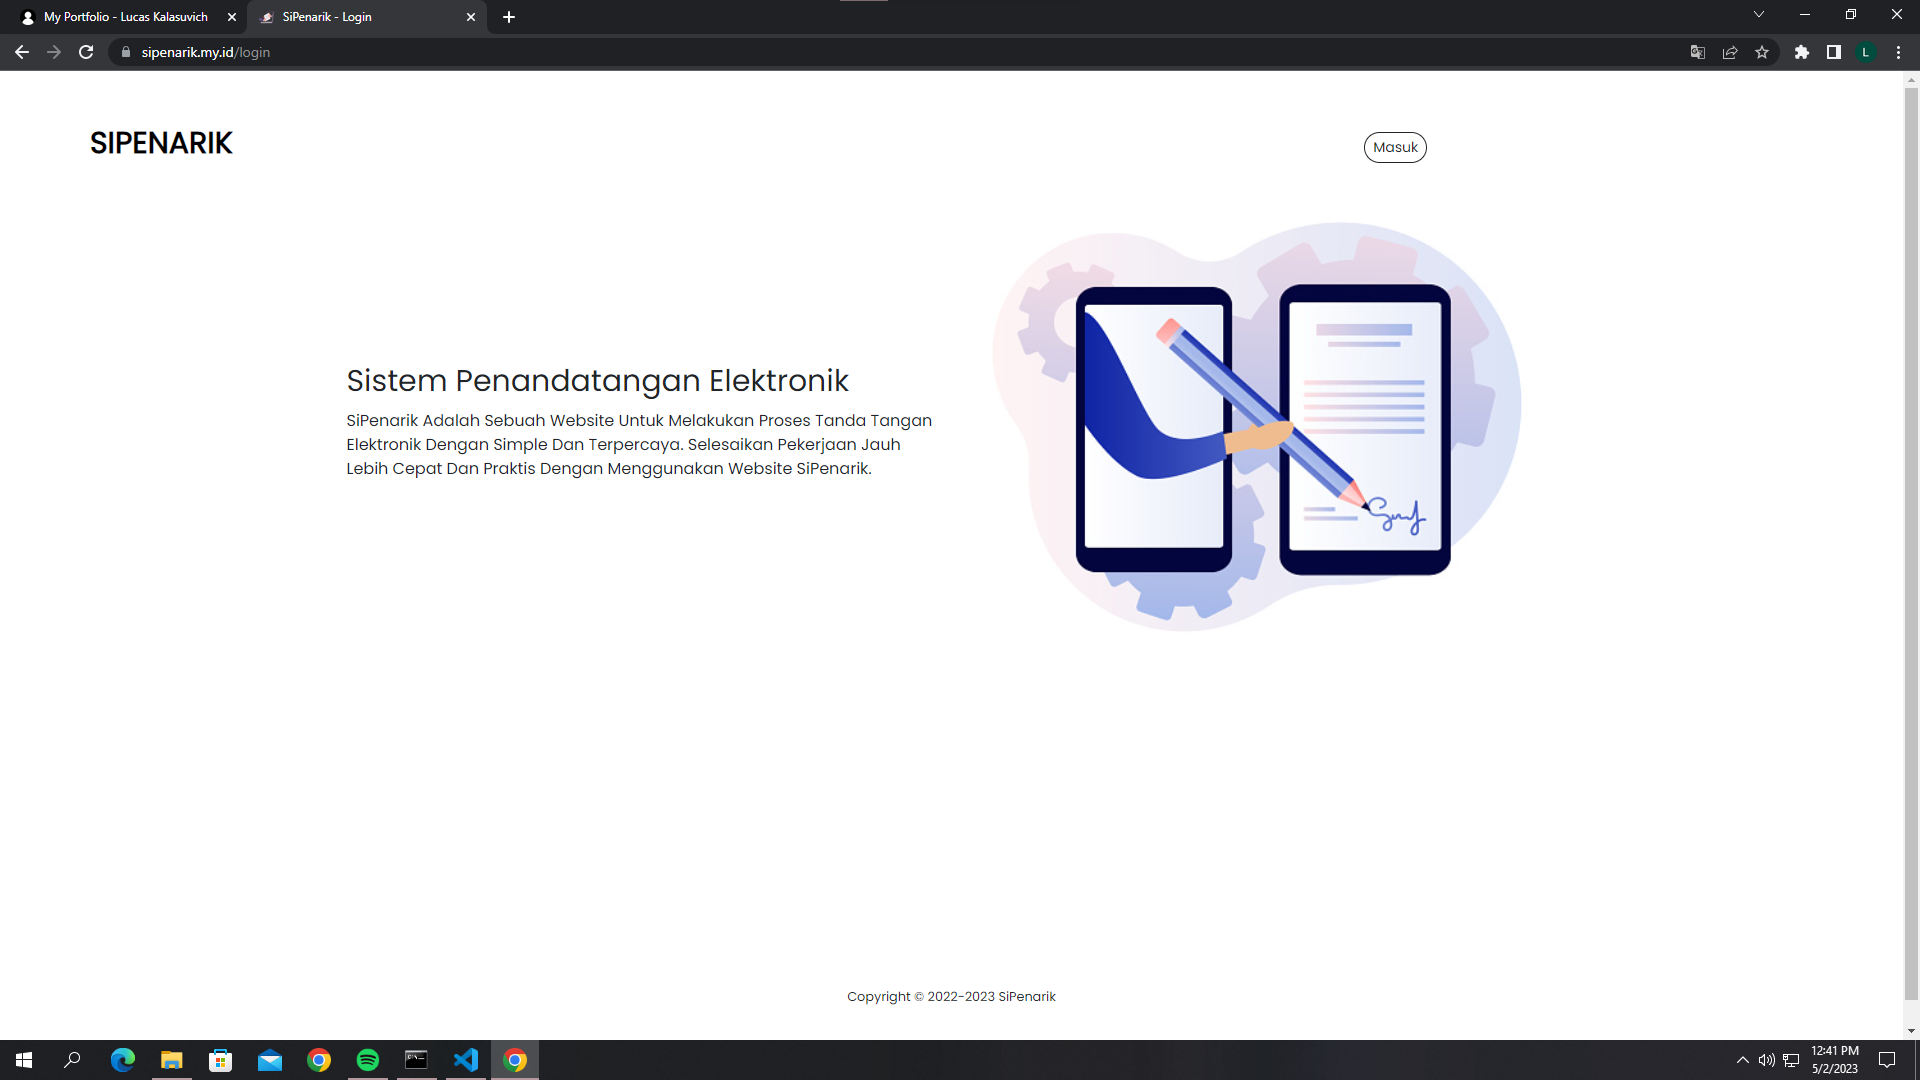 My Portfolio - Lucas Kalasuvich
SiPenarik - Login
sipenarik.my.id/login
L
SIPENARIK
Masuk
Sistem Penandatangan Elektronik
SiPenarik Adalah Sebuah Website Untuk Melakukan Proses Tanda Tangan
Elektronik Dengan Simple Dan Terpercaya. Selesaikan Pekerjaan Jauh
Lebih Cepat Dan Praktis Dengan Menggunakan Website SiPenarik.
Copyright © 2022-2023 SiPenarik
12:41 PM
5/2/2023